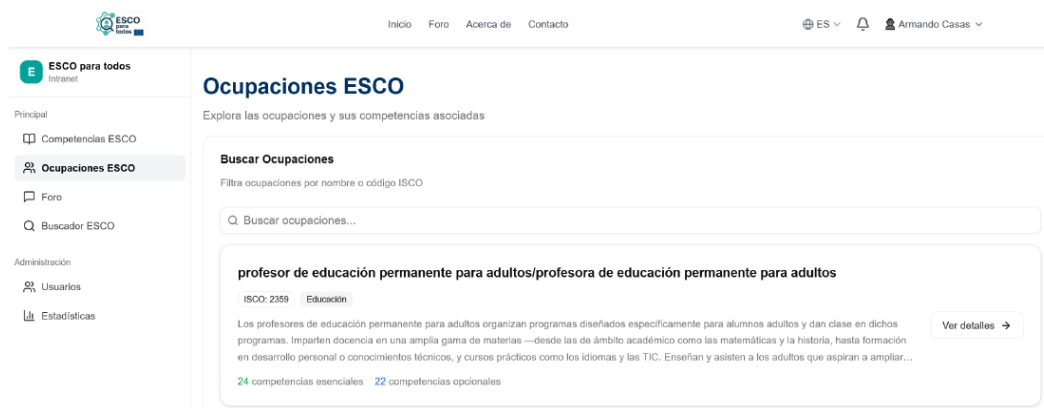 ESCO
para
todos
Inicio Foro Acerca de Contacto
ES
Armando Casas
E
ESCO para todos
Intranet
Principal
Competencias ESCO
Ocupaciones ESCO
Foro
Buscador ESCO
Administración
Usuarios
Estadísticas
Ocupaciones ESCO
Explora las ocupaciones y sus competencias asociadas
Buscar Ocupaciones
Filtra ocupaciones por nombre o código ISCO
Buscar ocupaciones...
profesor de educación permanente para adultos/profesora de educación permanente para adultos
ISCO: 2359 Educación
Los profesores de educación permanente para adultos organizan programas diseñados específicamente para alumnos adultos y dan clase en dichos
programas. Imparten docencia en una amplia gama de materias —desde las de ámbito académico como las matemáticas y la historia, hasta formación
en desarrollo personal o conocimientos técnicos, y cursos prácticos como los idiomas y las TIC. Enseñan y asisten a los adultos que aspiran a ampliar…
Ver detalles
24 competencias esenciales 22 competencias opcionales